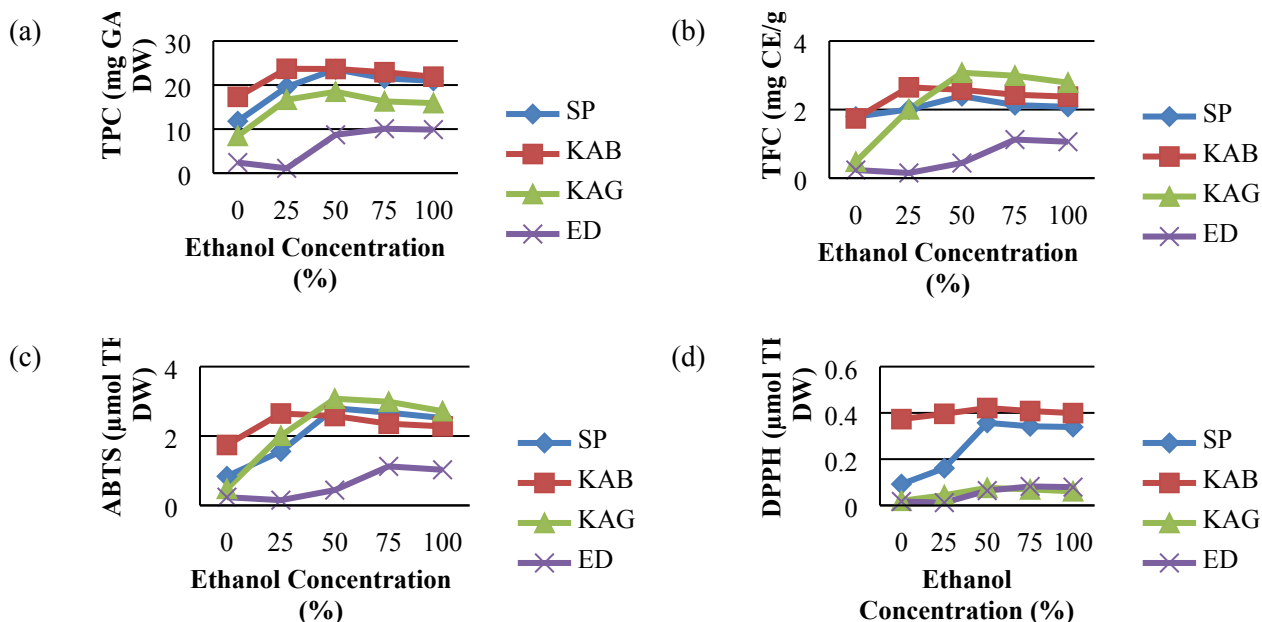 (a)
TPC (mg GA
DW)
30
20
10
0
0 25 50 75 100
Ethanol Concentration
(%)
SP
KAB
KAG
ED
(b)
TFC (mg CE/g
4
2
0
0 25 50 75 100
Ethanol Concentration
(%)
SP
KAB
KAG
ED
(c)
ABTS (µmol
DW)
4
2
0
0 25 50 75 100
Ethanol Concentration
(%)
SP
KAB
KAG
ED
(d)
DPPH (µmol
DW)
0.6
0.4
0.2
0
0 25 50 75 100
Ethanol
Concentration (%)
SP
KAB
KAG
ED